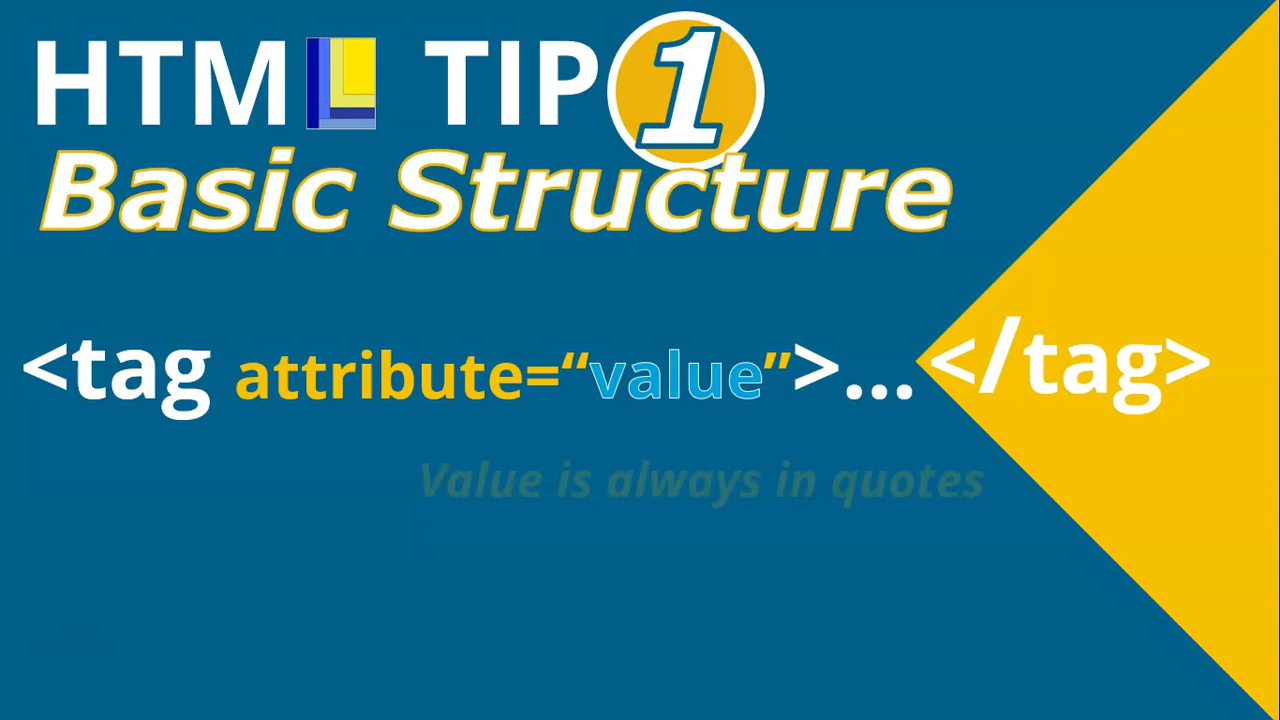 HTML TIP 1
Basic Structure
<tag attribute=“value”>...</tag>
Value is always in quotes